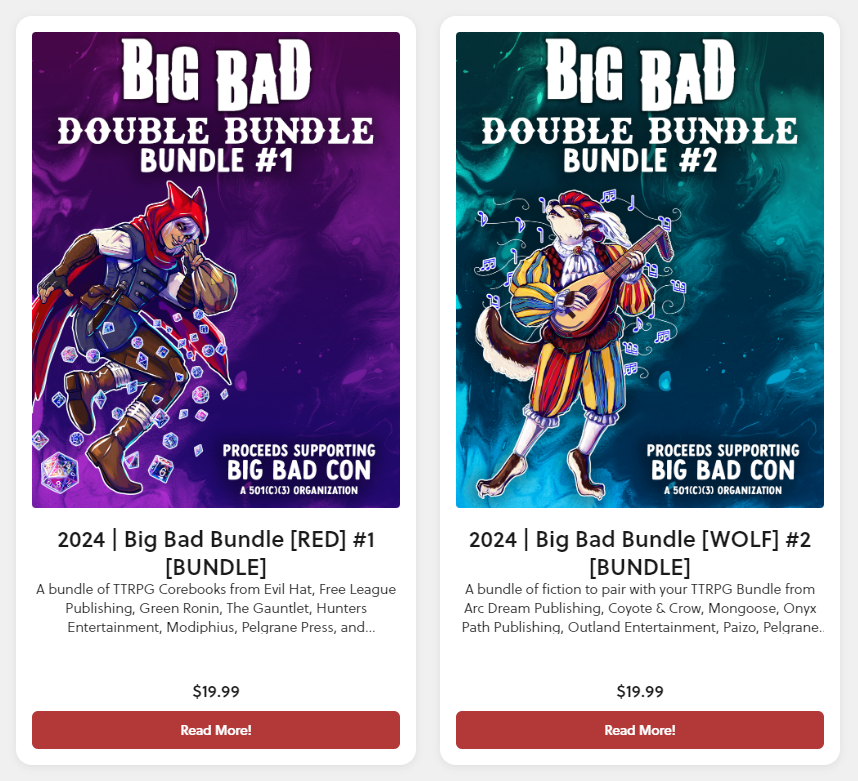 BIG BAD
DOUBLE BUNDLE
BUNDLE #1
PROCEEDS SUPPORTING
BIG BAD CON
A 501(C)(3) ORGANIZATION
2024 | Big Bad Bundle [RED] #1
[BUNDLE]
A bundle of TTRPG Corebooks from Evil Hat, Free League
Publishing, Green Ronin, The Gauntlet, Hunters
Entertainment, Modiphius, Pelgrane Press, and...
$19.99
Read More!
BIG BAD
DOUBLE BUNDLE
BUNDLE #2
PROCEEDS SUPPORTING
BIG BAD CON
A 501(C)(3) ORGANIZATION
2024 | Big Bad Bundle [WOLF] #2
[BUNDLE]
A bundle of fiction to pair with your TTRPG Bundle from
Arc Dream Publishing, Coyote & Crow, Mongoose, Onyx
Path Publishing, Outland Entertainment, Paizo, Pelgrane..
$19.99
Read More!